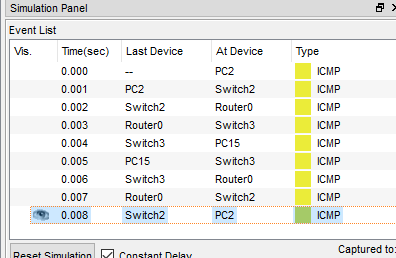 Simulation Panel
Event List
Vis. Time(sec) Last Device At Device Type
0.000 -- PC2 ICMP
0.001 PC2 Switch2 ICMP
0.002 Switch2 Router0 ICMP
0.003 Router0 Switch3 ICMP
0.004 Switch3 PC15 ICMP
0.005 PC15 Switch3 ICMP
0.006 Switch3 Router0 ICMP
0.007 Router0 Switch2 ICMP
0.008 Switch2 PC2 ICMP
Reset Simulation Constant Delay Captured to: